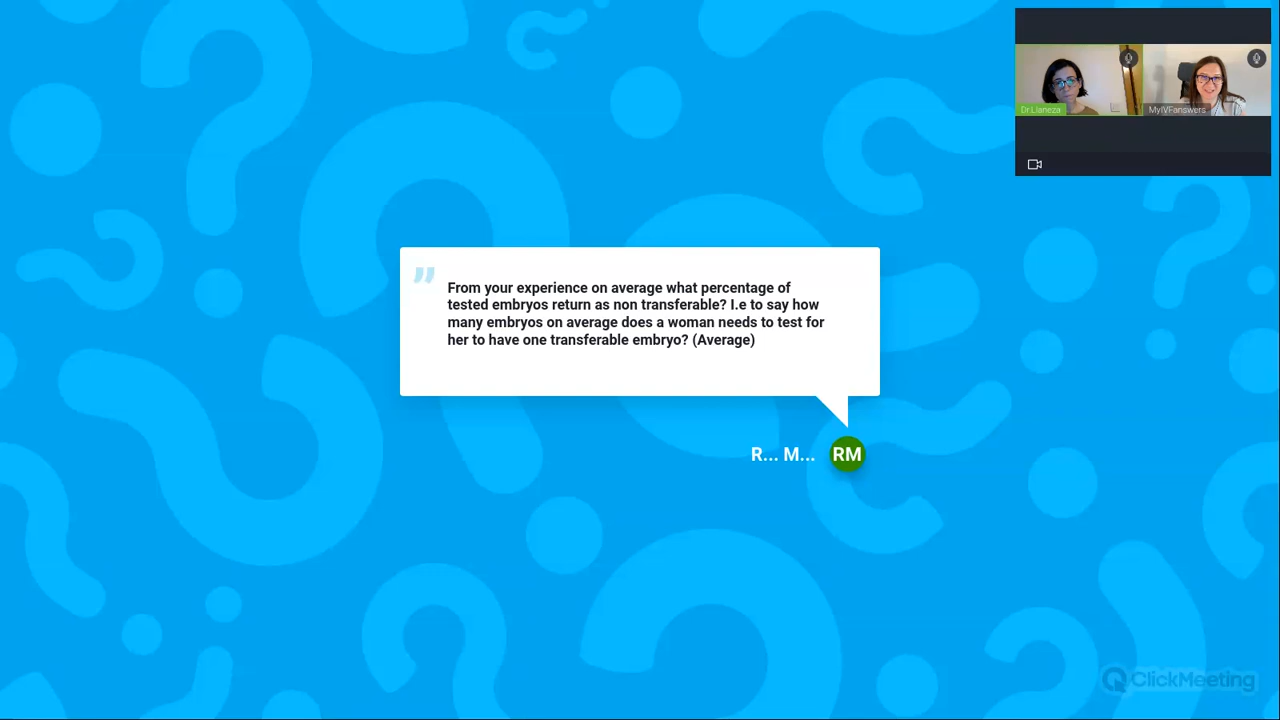 Dr.Llaneza
MyIVFanswers
”
From your experience on average what percentage of
tested embryos return as non transferable? I.e to say how
many embryos on average does a woman needs to test for
her to have one transferable embryo? (Average)
R... M...
RM
ClickMeeting